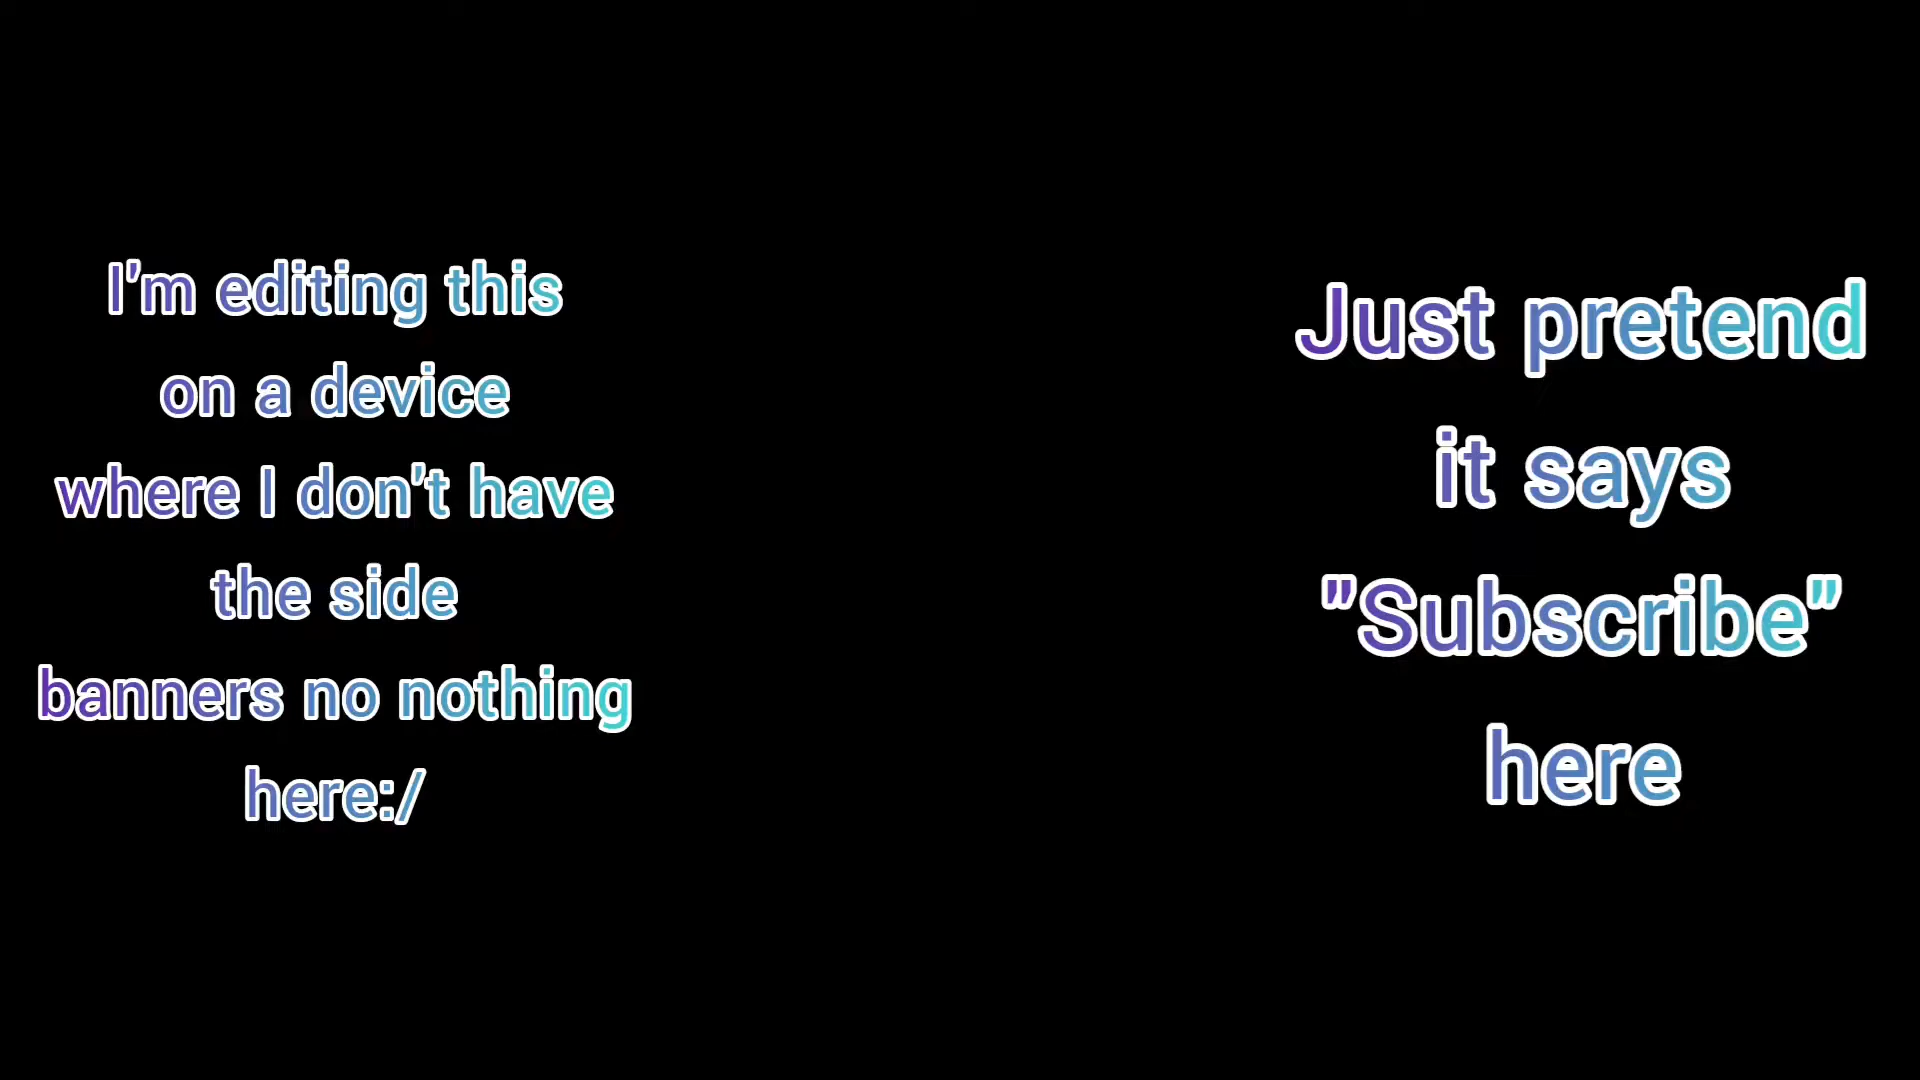 I'm editing this
on a device
where I don't have
the side
banners no nothing
here:/
Just pretend
it says
"Subscribe"
here